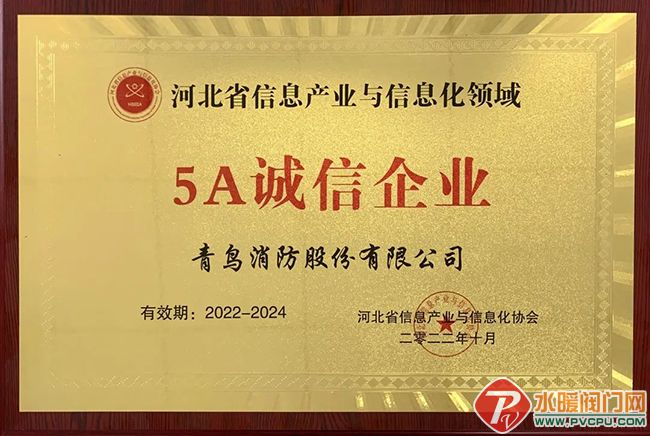 河北省信息产业与信息化领域
5A诚信企业
青鸟消防股份有限公司
有效期：2022-2024
河北省信息产业与信息化协会
二零二二年十月
水暖阀门网
WWW.PVCPU.COM